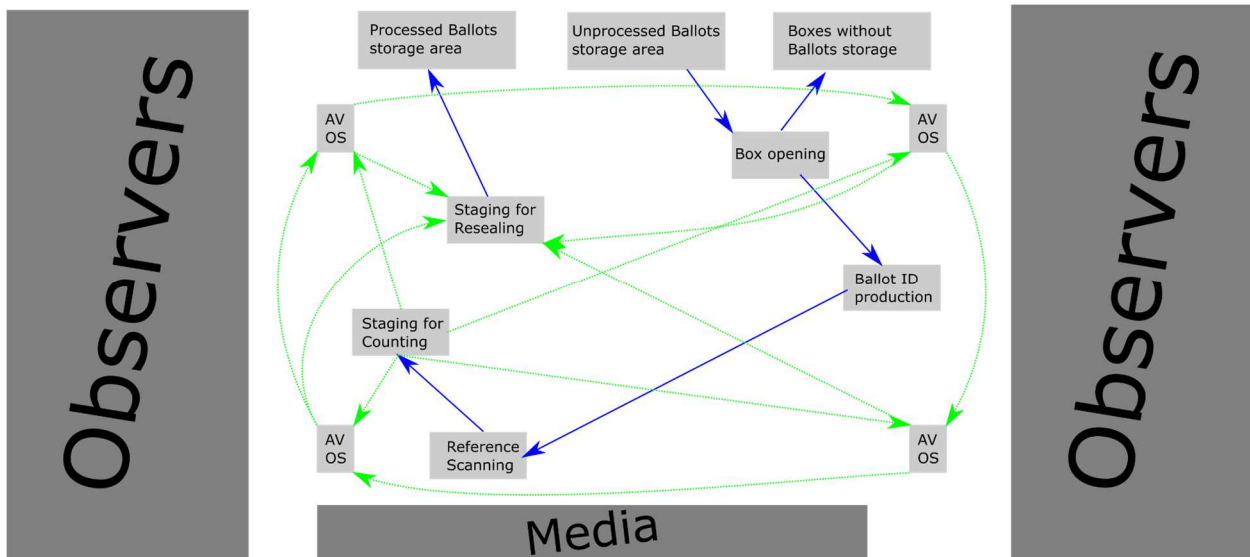 Observers
Processed Ballots
storage area
Unprocessed Ballots
storage area
Boxes without
Ballots storage
AV
OS
AV
OS
Box opening
Staging for
Resealing
Ballot ID
production
Staging for
Counting
AV
OS
Reference
Scanning
AV
OS
Media
Observers